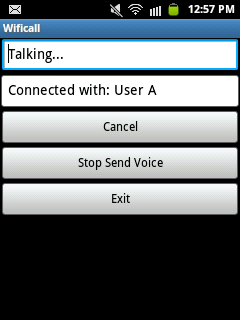 12:57 PM
Wificall
Talking...
Connected with: User A
Cancel
Stop Send Voice
Exit